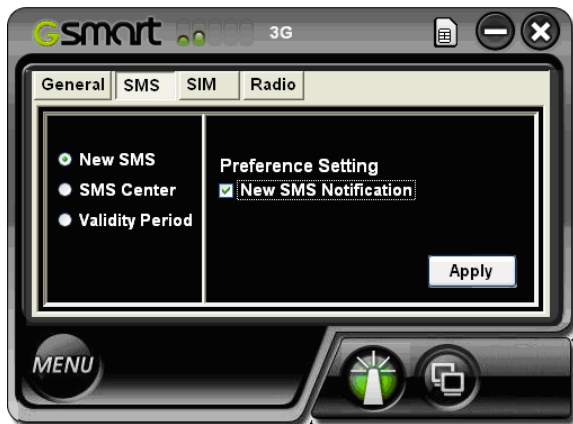 Gsmart 3G
General SMS SIM Radio
New SMS
SMS Center
Validity Period
Preference Setting
New SMS Notification
Apply
MENU